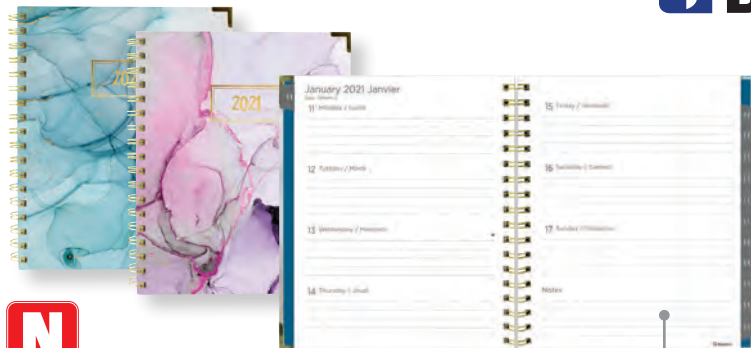 2021
January 2021 Janvier
11 Monday / Lundi
12 Tuesday / Mardi
13 Wednesday / Mercredi
14 Thursday / Jeudi
15 Friday / Vendredi
16 Saturday / Samedi
17 Sunday / Dimanche
Notes
N